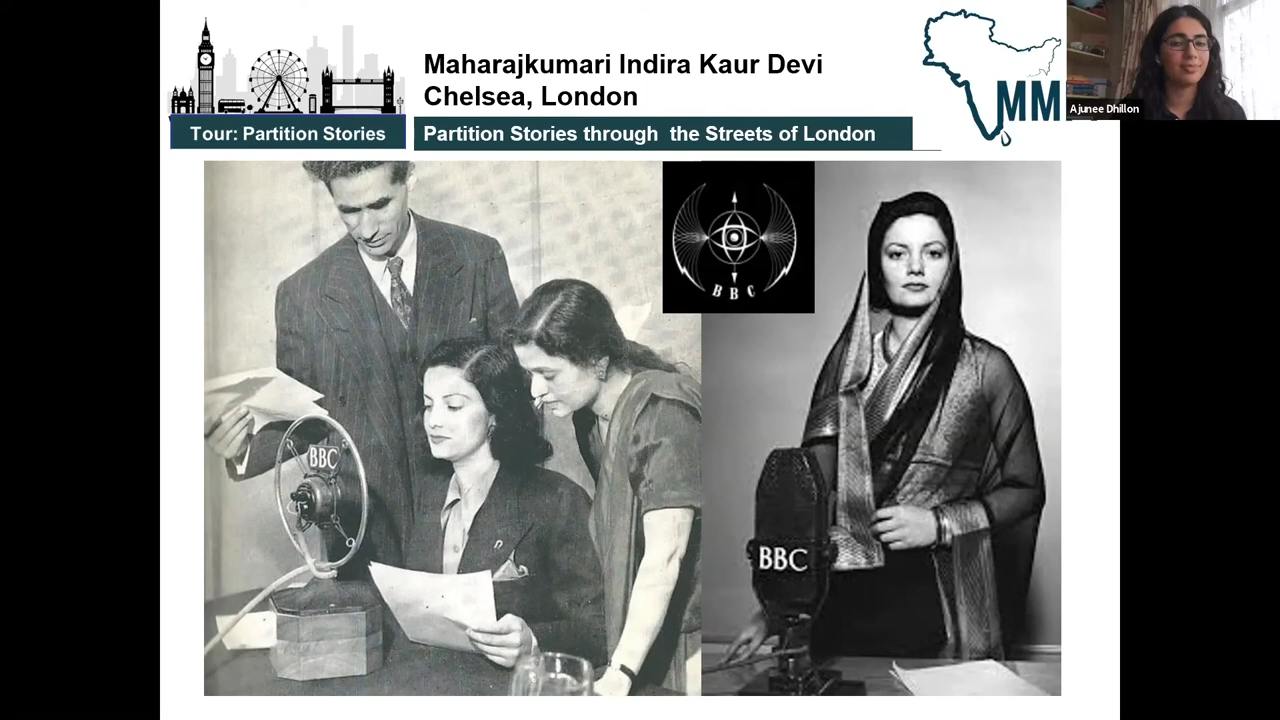 Maharajkumari Indira Kaur Devi
Chelsea, London
Tour: Partition Stories
Partition Stories through the Streets of London
MM
Ajunee Dhillon
BBC
BBC
BBC